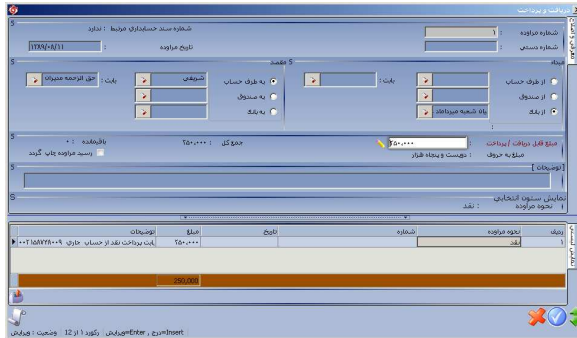 دریافت و پرداخت
شماره مراوده : ۱
شماره سند حسابداری مرتبط : ندارد
شماره دستی :
تاریخ مراوده : ۱۳۸۹/۰۸/۱۱
معرفی و اصلاح
مبداء
مقصد
از طرف حساب
بابت :
به طرف حساب
شریفی
بابت : حق الزحمه مدیران
از صندوق
به صندوق
از بانک
شعبه میرداماد
به بانک
مبلغ قابل دریافت / پرداخت : ۲۵۰,۰۰۰
جمع کل : ۲۵۰,۰۰۰
باقیمانده : ۰
مبلغ به حروف : دویست و پنجاه هزار
رسید مراوده چاپ گردد
[توضیحات]
نمایش ستون انتخابی
نحوه مراوده : نقد
ردیف نحوه مراوده شماره تاریخ مبلغ توضیحات
۱ نقد ۲۵۰,۰۰۰ بابت پرداخت نقد از حساب جاری
250,000
Insert=درج , Enter=ویرایش رکورد ۱ از 12 وضعیت : ویرایش